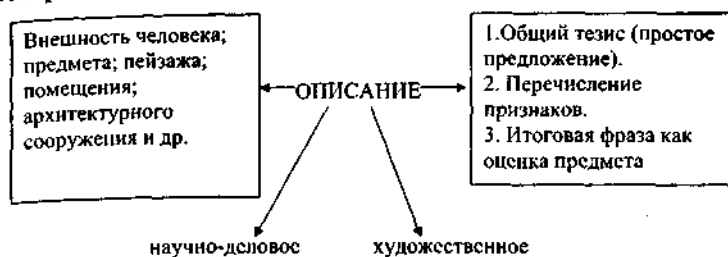 Внешность человека;
предмета; пейзажа;
помещения;
архитектурного
сооружения и др.
ОПИСАНИЕ
1.Общий тезис (простое
предложение).
2. Перечисление
признаков.
3. Итоговая фраза как
оценка предмета
научно-деловое
художественное